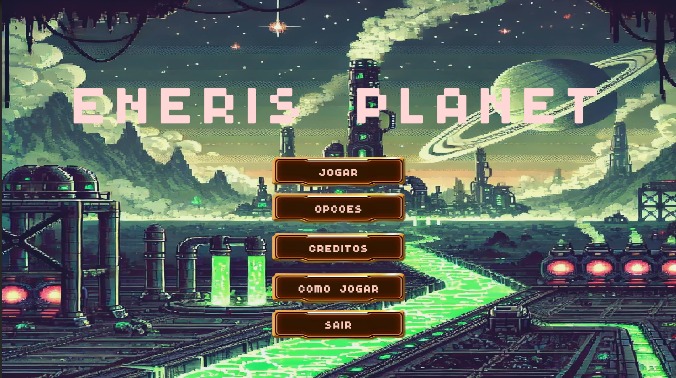 ENERIS PLANET
JOGAR
OPCOES
CREDITOS
COMO JOGAR
SAIR